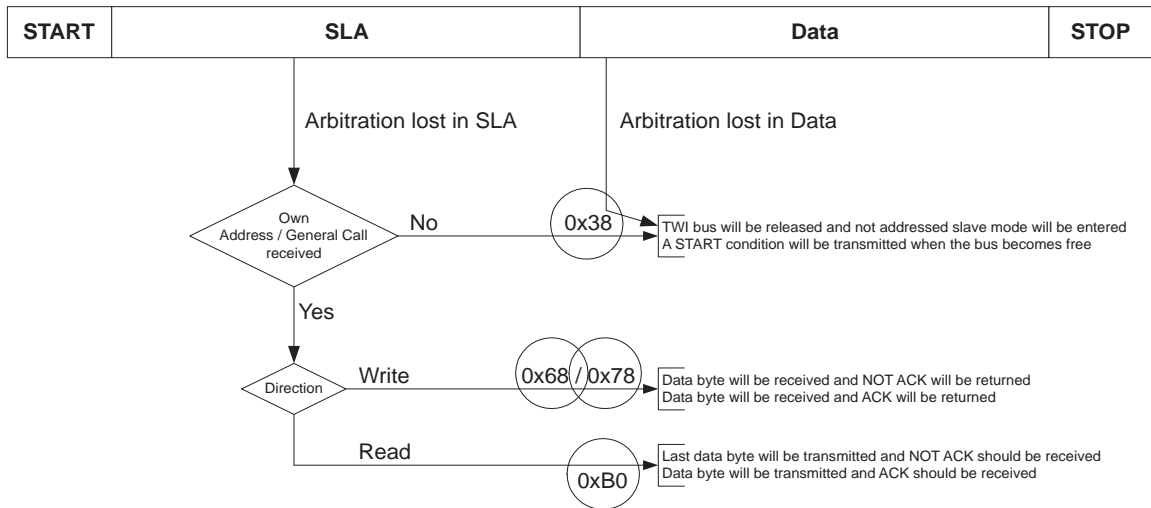 START SLA Data STOP
Arbitration lost in SLA Arbitration lost in Data
Own
Address / General Call
received
No
0x38
TWI bus will be released and not addressed slave mode will be entered
A START condition will be transmitted when the bus becomes free
Yes
Direction
Write
0x68 / 0x78
Data byte will be received and NOT ACK will be returned
Data byte will be received and ACK will be returned
Read
0xB0
Last data byte will be transmitted and NOT ACK should be received
Data byte will be transmitted and ACK should be received